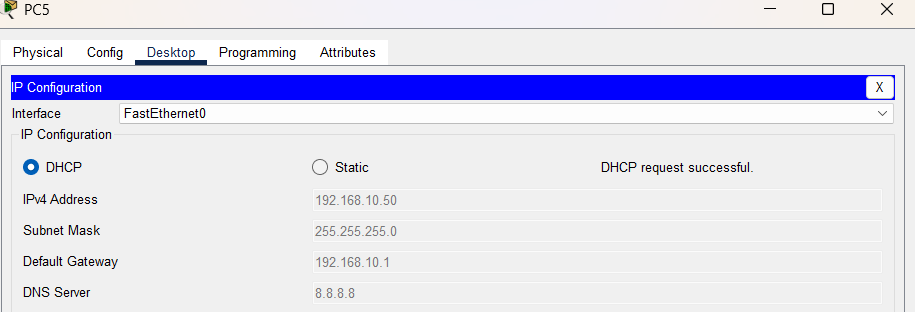 PC5
Physical Config Desktop Programming Attributes
IP Configuration X
Interface FastEthernet0
IP Configuration
DHCP Static DHCP request successful.
IPv4 Address 192.168.10.50
Subnet Mask 255.255.255.0
Default Gateway 192.168.10.1
DNS Server 8.8.8.8